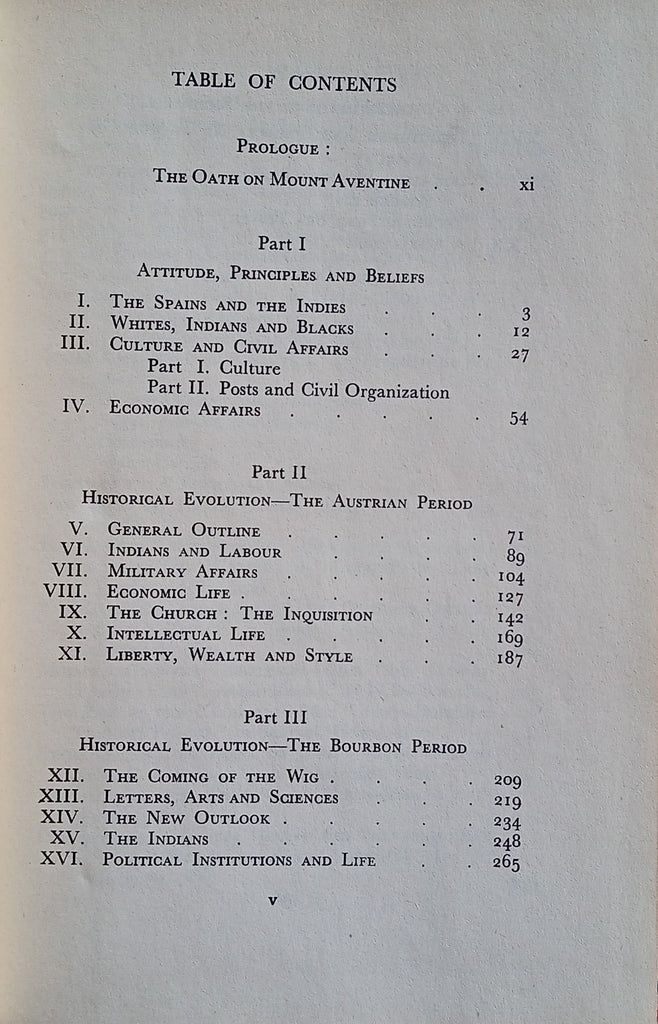 TABLE OF CONTENTS
PROLOGUE :
THE OATH ON MOUNT AVENTINE . . xi
Part I
ATTITUDE, PRINCIPLES AND BELIEFS
I. THE SPAINS AND THE INDIES . . . 3
II. WHITES, INDIANS AND BLACKS . . . 12
III. CULTURE AND CIVIL AFFAIRS . . . 27
Part I. Culture
Part II. Posts and Civil Organization
IV. ECONOMIC AFFAIRS . . . . . 54
Part II
HISTORICAL EVOLUTION—THE AUSTRIAN PERIOD
V. GENERAL OUTLINE . . . . . 71
VI. INDIANS AND LABOUR . . . . 89
VII. MILITARY AFFAIRS . . . . . 104
VIII. ECONOMIC LIFE . . . . . . 127
IX. THE CHURCH : THE INQUISITION . . 142
X. INTELLECTUAL LIFE . . . . . 169
XI. LIBERTY, WEALTH AND STYLE . . . 187
Part III
HISTORICAL EVOLUTION—THE BOURBON PERIOD
XII. THE COMING OF THE WIG . . . . 209
XIII. LETTERS, ARTS AND SCIENCES . . . 219
XIV. THE NEW OUTLOOK . . . . . 234
XV. THE INDIANS . . . . . . 248
XVI. POLITICAL INSTITUTIONS AND LIFE . . 265
v